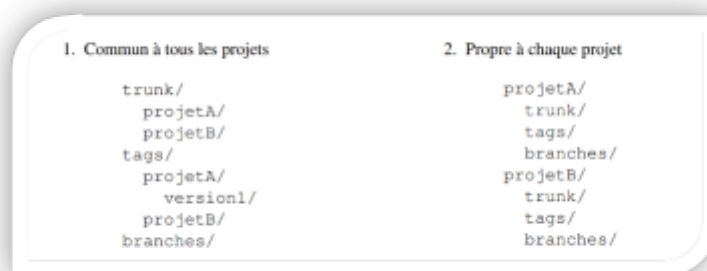 1. Commun à tous les projets
trunk/
projetA/
projetB/
tags/
projetA/
version1/
projetB/
branches/
2. Propre à chaque projet
projetA/
trunk/
tags/
branches/
projetB/
trunk/
tags/
branches/